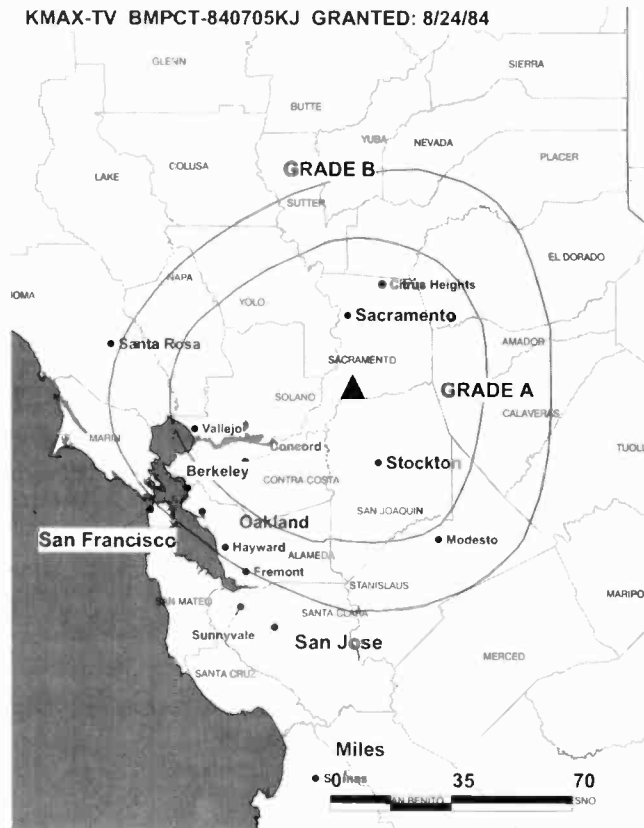 KMAX-TV BMPCT-840705KJ GRANTED: 8/24/84
GLENN
SIERRA
BUTTE
YUBA
NEVADA
PLACER
COLUSA
LAKE
GRADE B
SUTTER
EL DORADO
NAPA
Citrus Heights
YOLO
Sacramento
Santa Rosa
AMADOR
SACRAMENTO
GRADE A
SOLANO
CALAVERAS
Vallejo
MARIN
Concord
Stockton
Berkeley
CONTRA COSTA
SAN JOAQUIN
Oakland
San Francisco
Modesto
Hayward
ALAMEDA
Fremont
STANISLAUS
SAN MATEO
SANTA CLARA
MARIPO
Sunnyvale
San Jose
MERCED
SANTA CRUZ
Miles
0 35 70